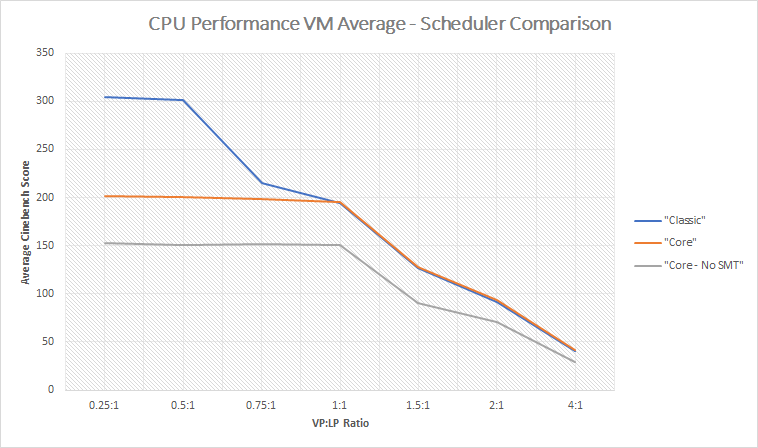 CPU Performance VM Average - Scheduler Comparison
350
300
250
200
150
100
50
0
Average Cinebench Score
0.25:1 0.5:1 0.75:1 1:1 1.5:1 2:1 4:1
VP:LP Ratio
"Classic"
"Core"
"Core - No SMT"